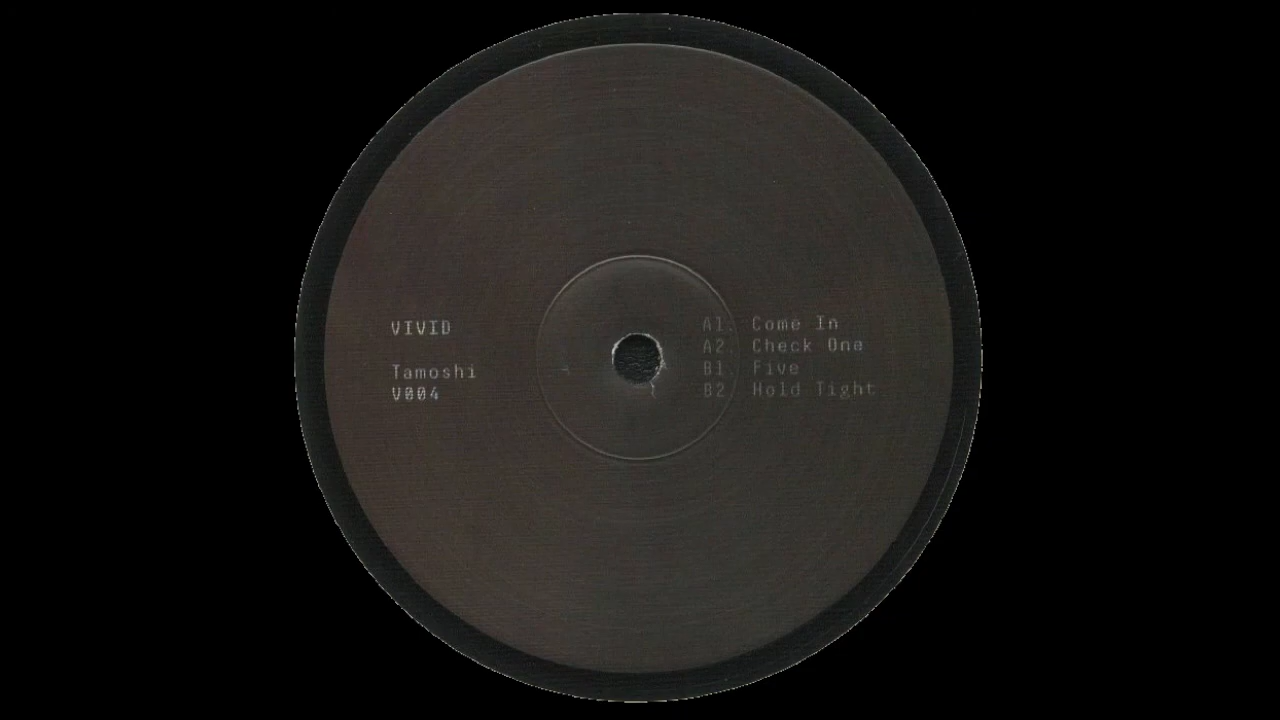 VIVID
Tamoshi
V004
A1. Come In
A2. Check One
B1. Five
B2. Hold Tight